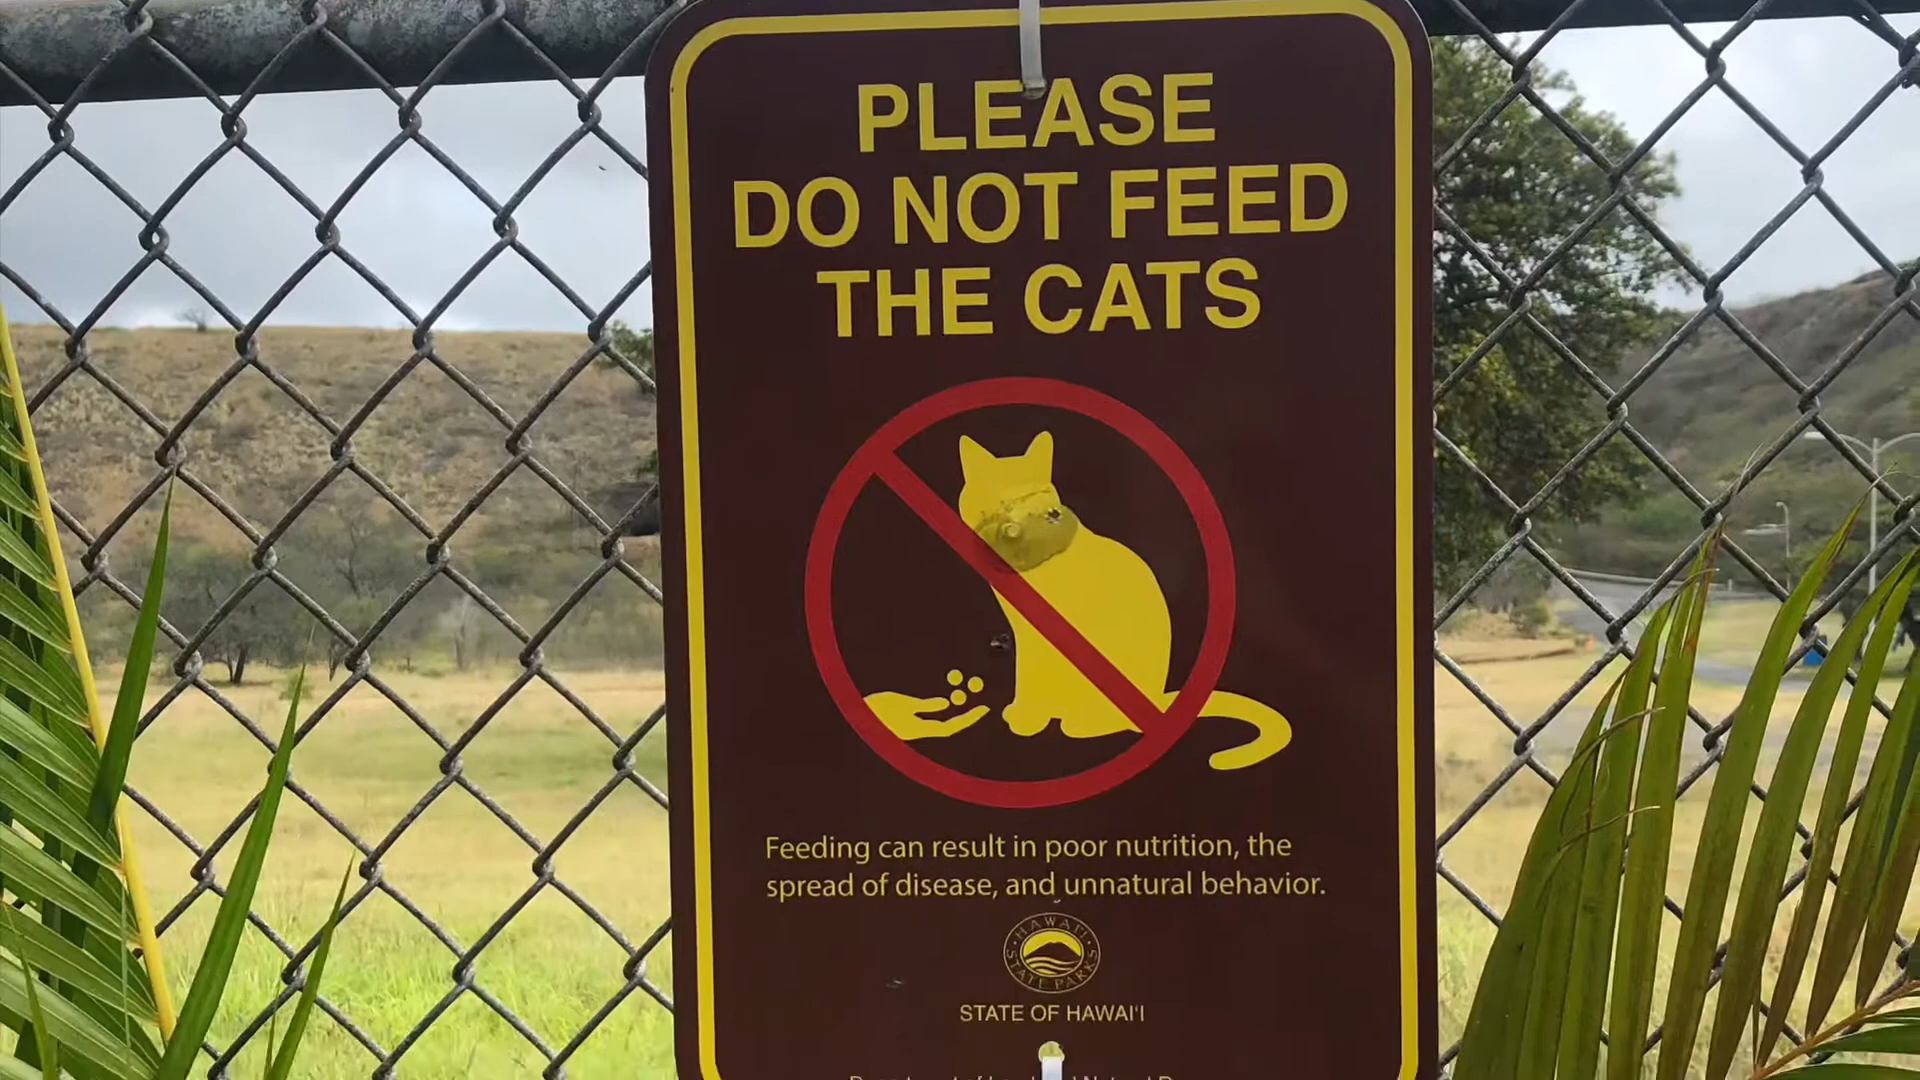 PLEASE
DO NOT FEED
THE CATS
Feeding can result in poor nutrition, the
spread of disease, and unnatural behavior.
HAWAI'I
STATE PARKS
STATE OF HAWAI'I